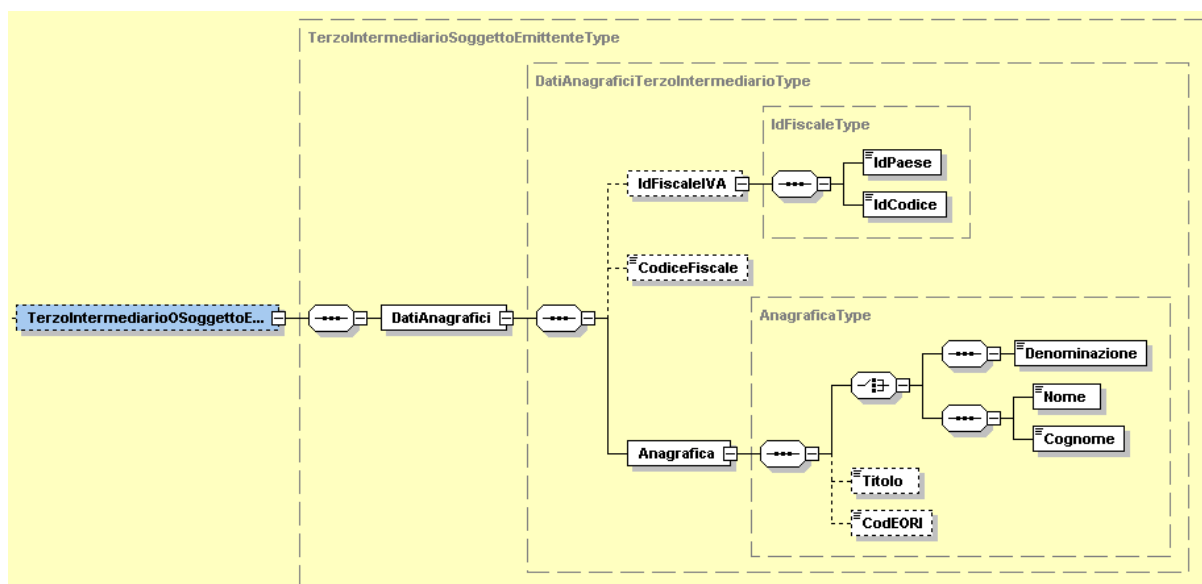 TerzoIntermediarioSoggettoEmittenteType
DatiAnagraficiTerzoIntermediarioType
IdFiscaleType
IdPaese
IdFiscaleIVA
IdCodice
CodiceFiscale
TerzoIntermediarioOSoggettoE...
DatiAnagrafici
AnagraficaType
Denominazione
Nome
Cognome
Anagrafica
Titolo
CodEORI